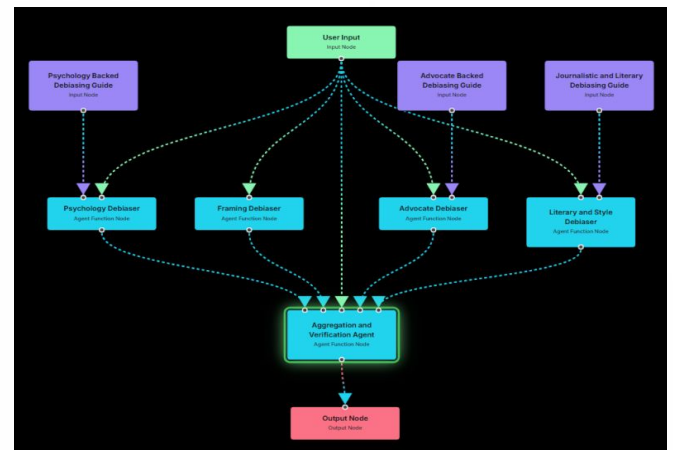 User Input
Input Node
Psychology Backed
Debiasing Guide
Input Node
Advocate Backed
Debiasing Guide
Input Node
Journalistic and Literary
Debiasing Guide
Input Node
Psychology Debiaser
Agent Function Node
Framing Debiaser
Agent Function Node
Advocate Debiaser
Agent Function Node
Literary and Style
Debiaser
Agent Function Node
Aggregation and
Verification Agent
Agent Function Node
Output Node
Output Node